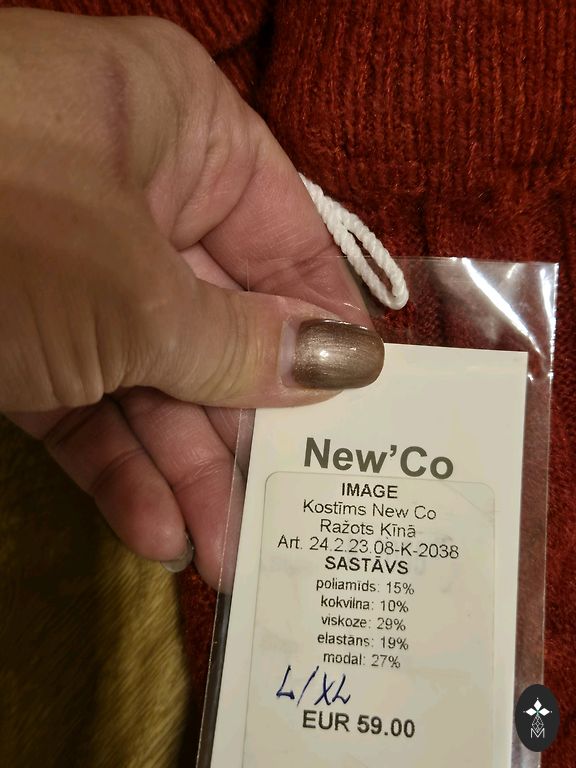 New'Co
IMAGE
Kostīms New Co
Ražots Ķīnā
Art. 24.2.23.08-K-2038
SASTĀVS
poliamīds: 15%
kokvilna: 10%
viskoze: 29%
elastāns: 19%
modal: 27%
L/XL
EUR 59.00
M